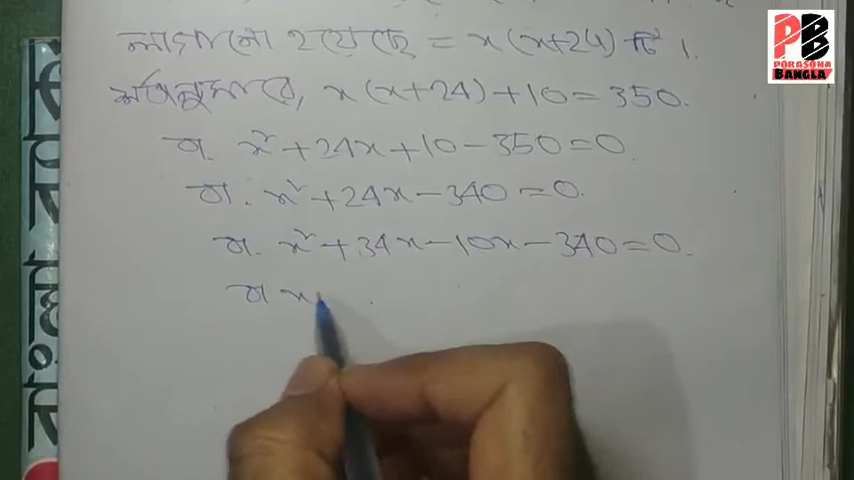 লাগানো হয়েছে = x(x+24) টি ।
শর্তানুসারে, x(x+24)+10=350.
বা. x²+24x+10-350=0.
বা. x²+24x-340=0.
বা. x²+34x-10x-340=0.
বা x
PB
PORASONA
BANGLA